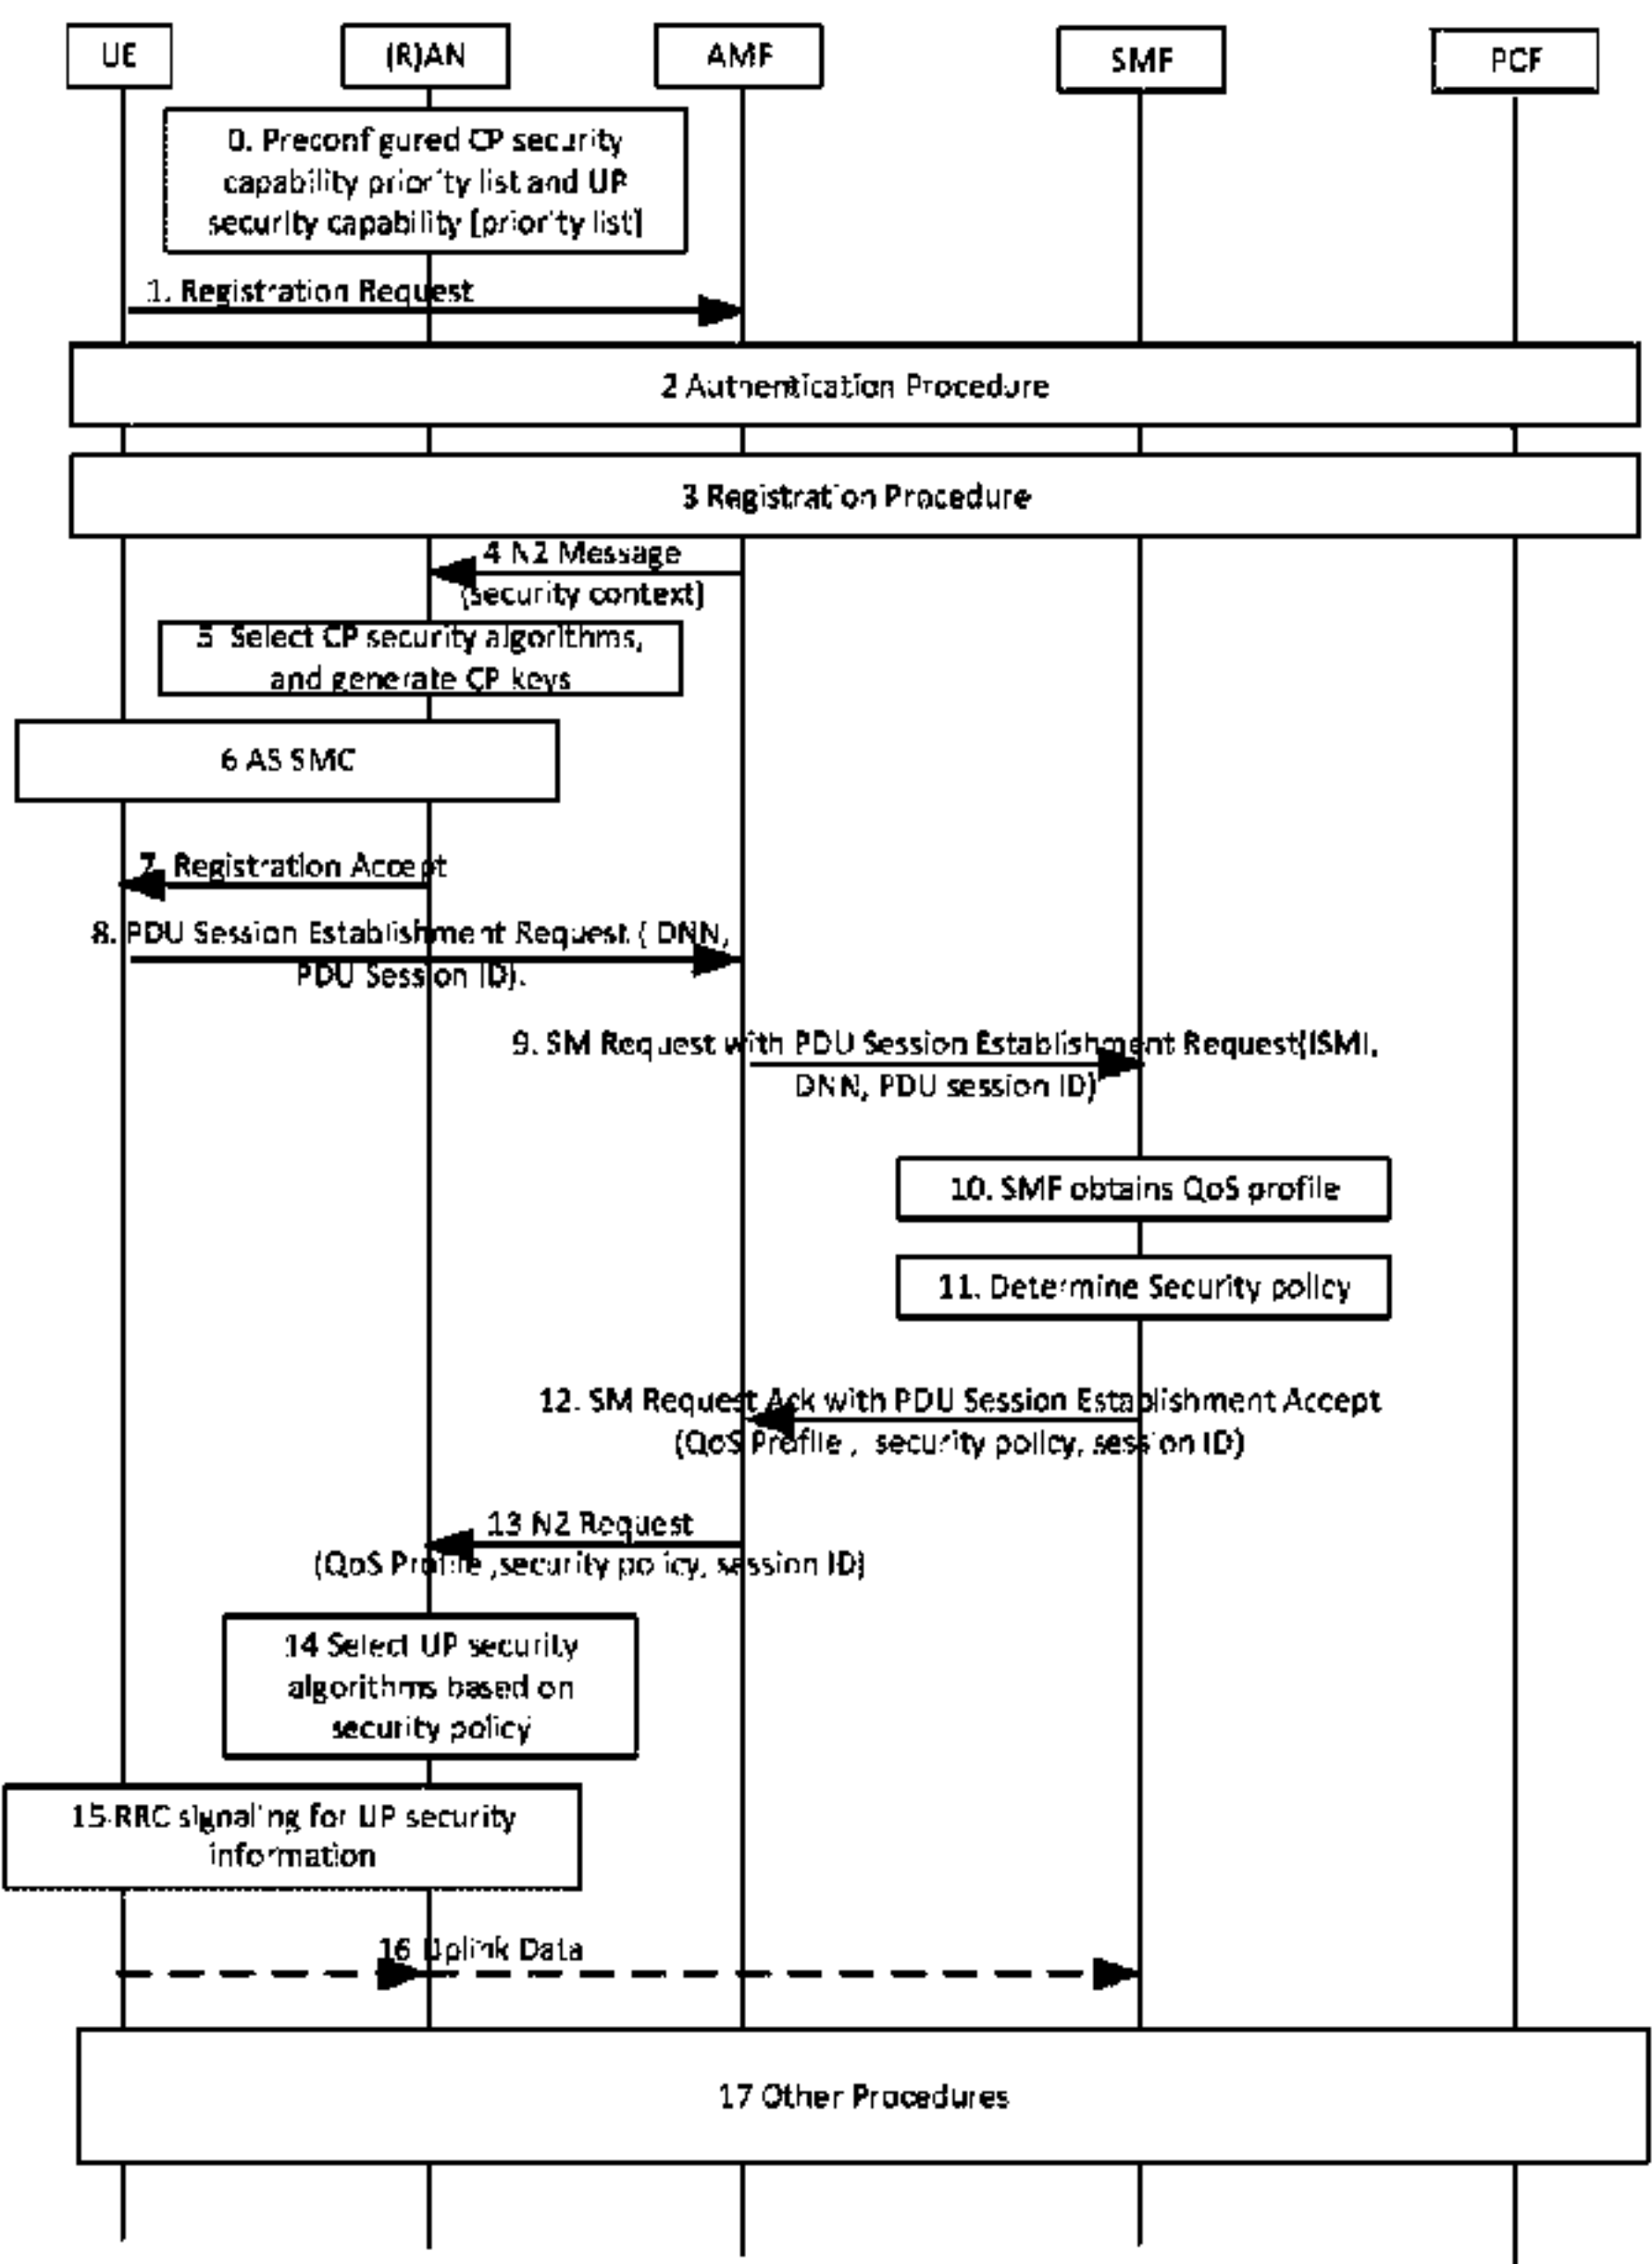 UE
(R)AN
AMF
SMF
PCF
0. Preconfigured CP security
capability priority list and UP
security capability [priority list]
1. Registration Request
2 Authentication Procedure
3 Registration Procedure
4 N2 Message
(security context)
5 Select CP security algorithms,
and generate CP keys
6 AS SMC
7. Registration Accept
8. PDU Session Establishment Request ( DNN,
PDU Session ID).
9. SM Request with PDU Session Establishment Request(ISMI,
DNN, PDU session ID)
10. SMF obtains QoS profile
11. Determine Security policy
12. SM Request Ack with PDU Session Establishment Accept
(QoS Profile , security policy, session ID)
13 N2 Request
(QoS Profile ,security policy, session ID)
14 Select UP security
algorithms based on
security policy
15.RRC signaling for UP security
information
16 Uplink Data
17 Other Procedures